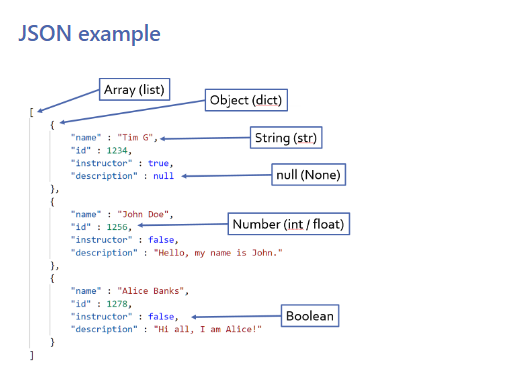 JSON example
Array (list)
Object (dict)
[
{
"name" : "Tim G",
String (str)
"id" : 1234,
"instructor" : true,
"description" : null
null (None)
},
{
"name" : "John Doe",
"id" : 1256,
Number (int / float)
"instructor" : false,
"description" : "Hello, my name is John."
},
{
"name" : "Alice Banks",
"id" : 1278,
"instructor" : false,
Boolean
"description" : "Hi all, I am Alice!"
}
]